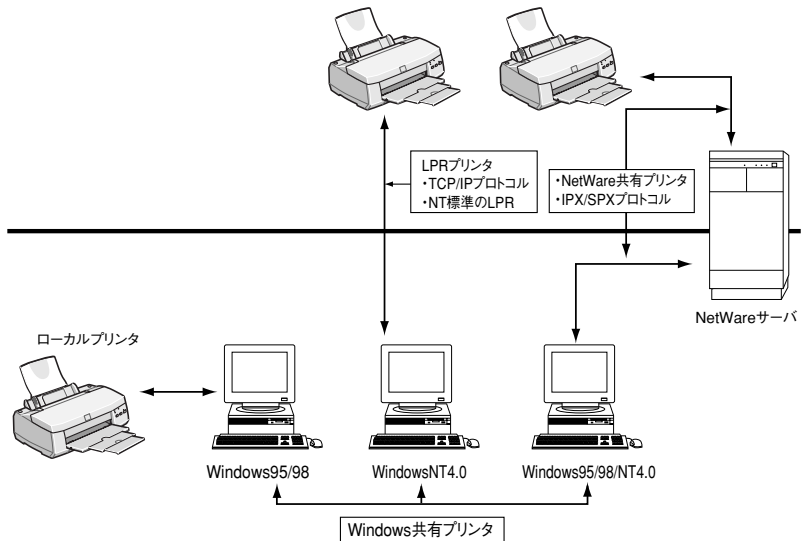 LPRプリンタ
・TCP/IPプロトコル
・NT標準のLPR
・NetWare共有プリンタ
・IPX/SPXプロトコル
NetWareサーバ
ローカルプリンタ
Windows95/98
WindowsNT4.0
Windows95/98/NT4.0
Windows共有プリンタ